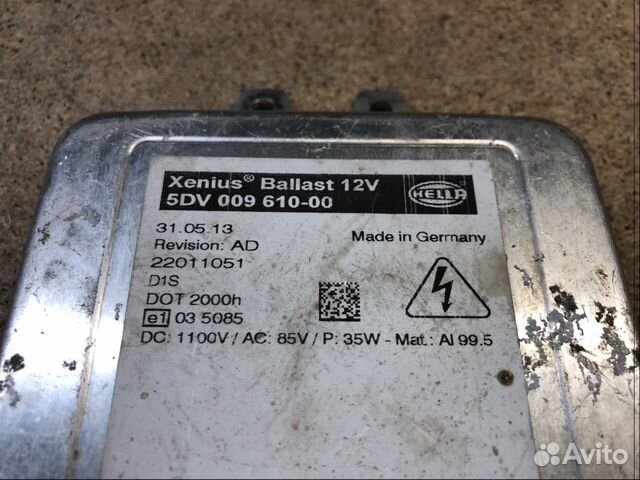 Xenius® Ballast 12V
5DV 009 610-00
HELLA
31.05.13
Revision: AD
Made in Germany
22011051
D1S
DOT 2000h
e1 03 5085
DC: 1100V / AC: 85V / P: 35W - Mat.: Al 99.5
Avito